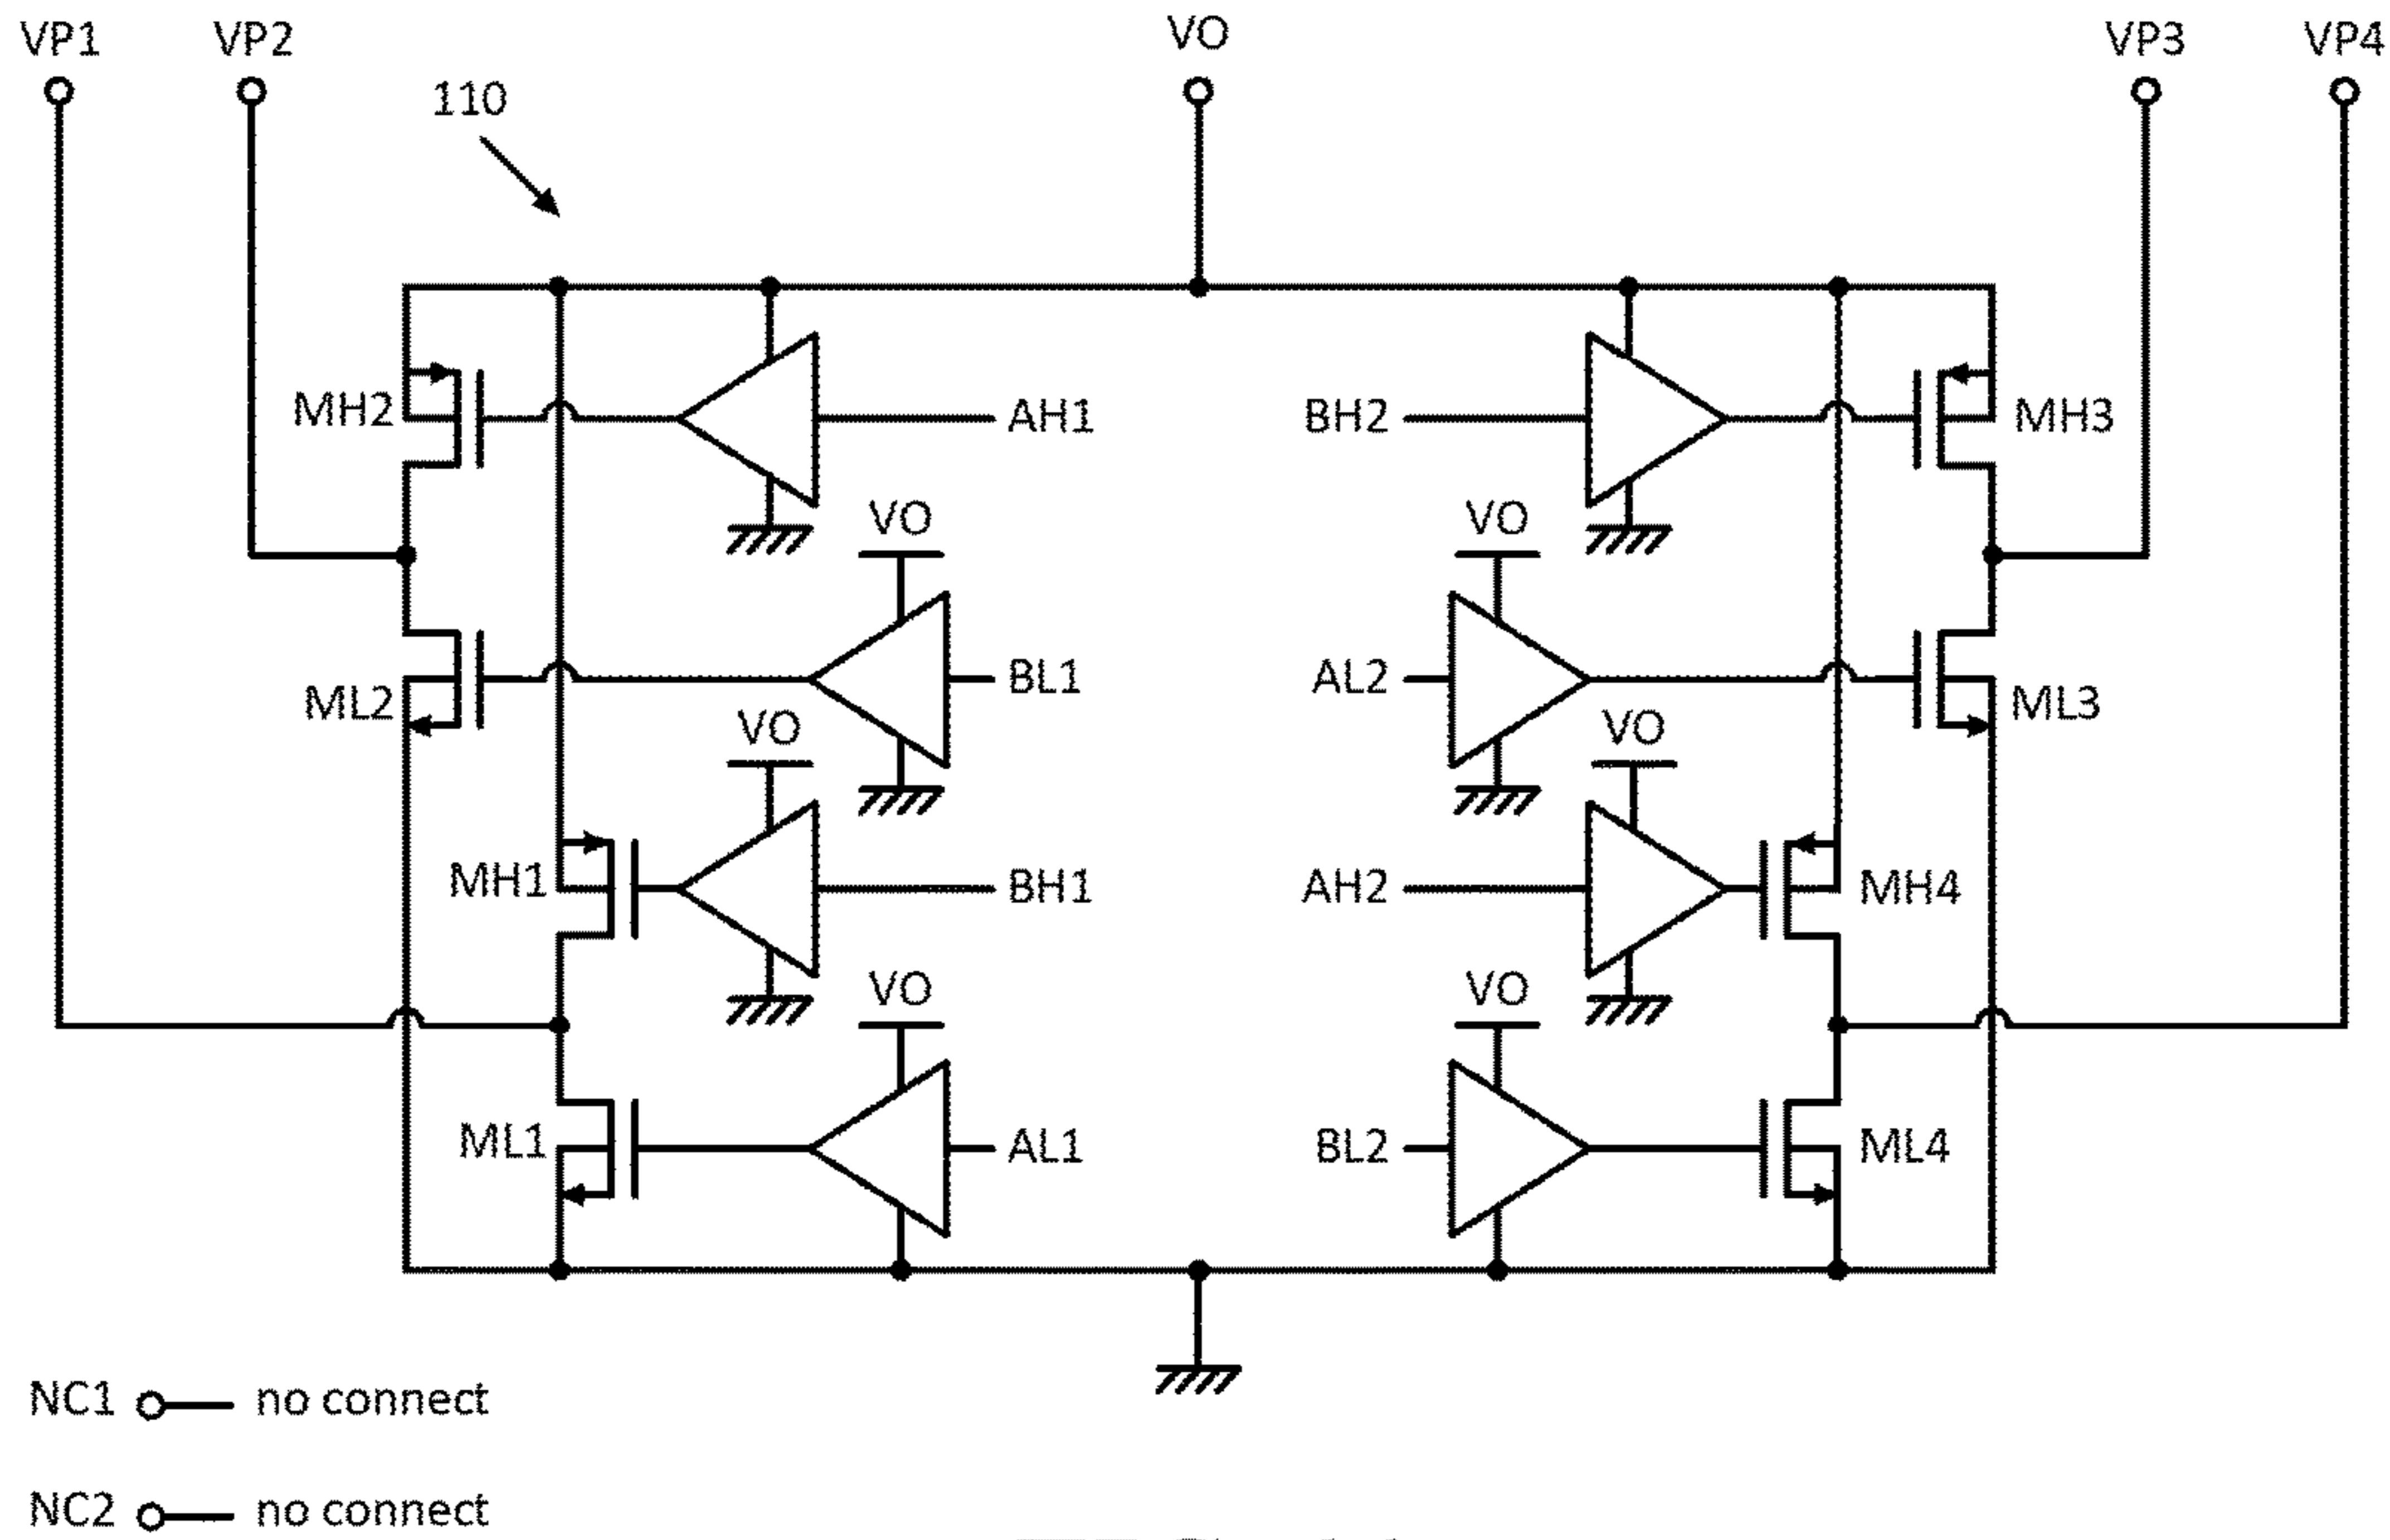 VP1
VP2
VO
VP3
VP4
110
MH2
AH1
BH2
MH3
VO
VO
ML2
BL1
AL2
ML3
VO
VO
MH1
BH1
AH2
MH4
VO
VO
ML1
AL1
BL2
ML4
NC1 no connect
NC2 no connect